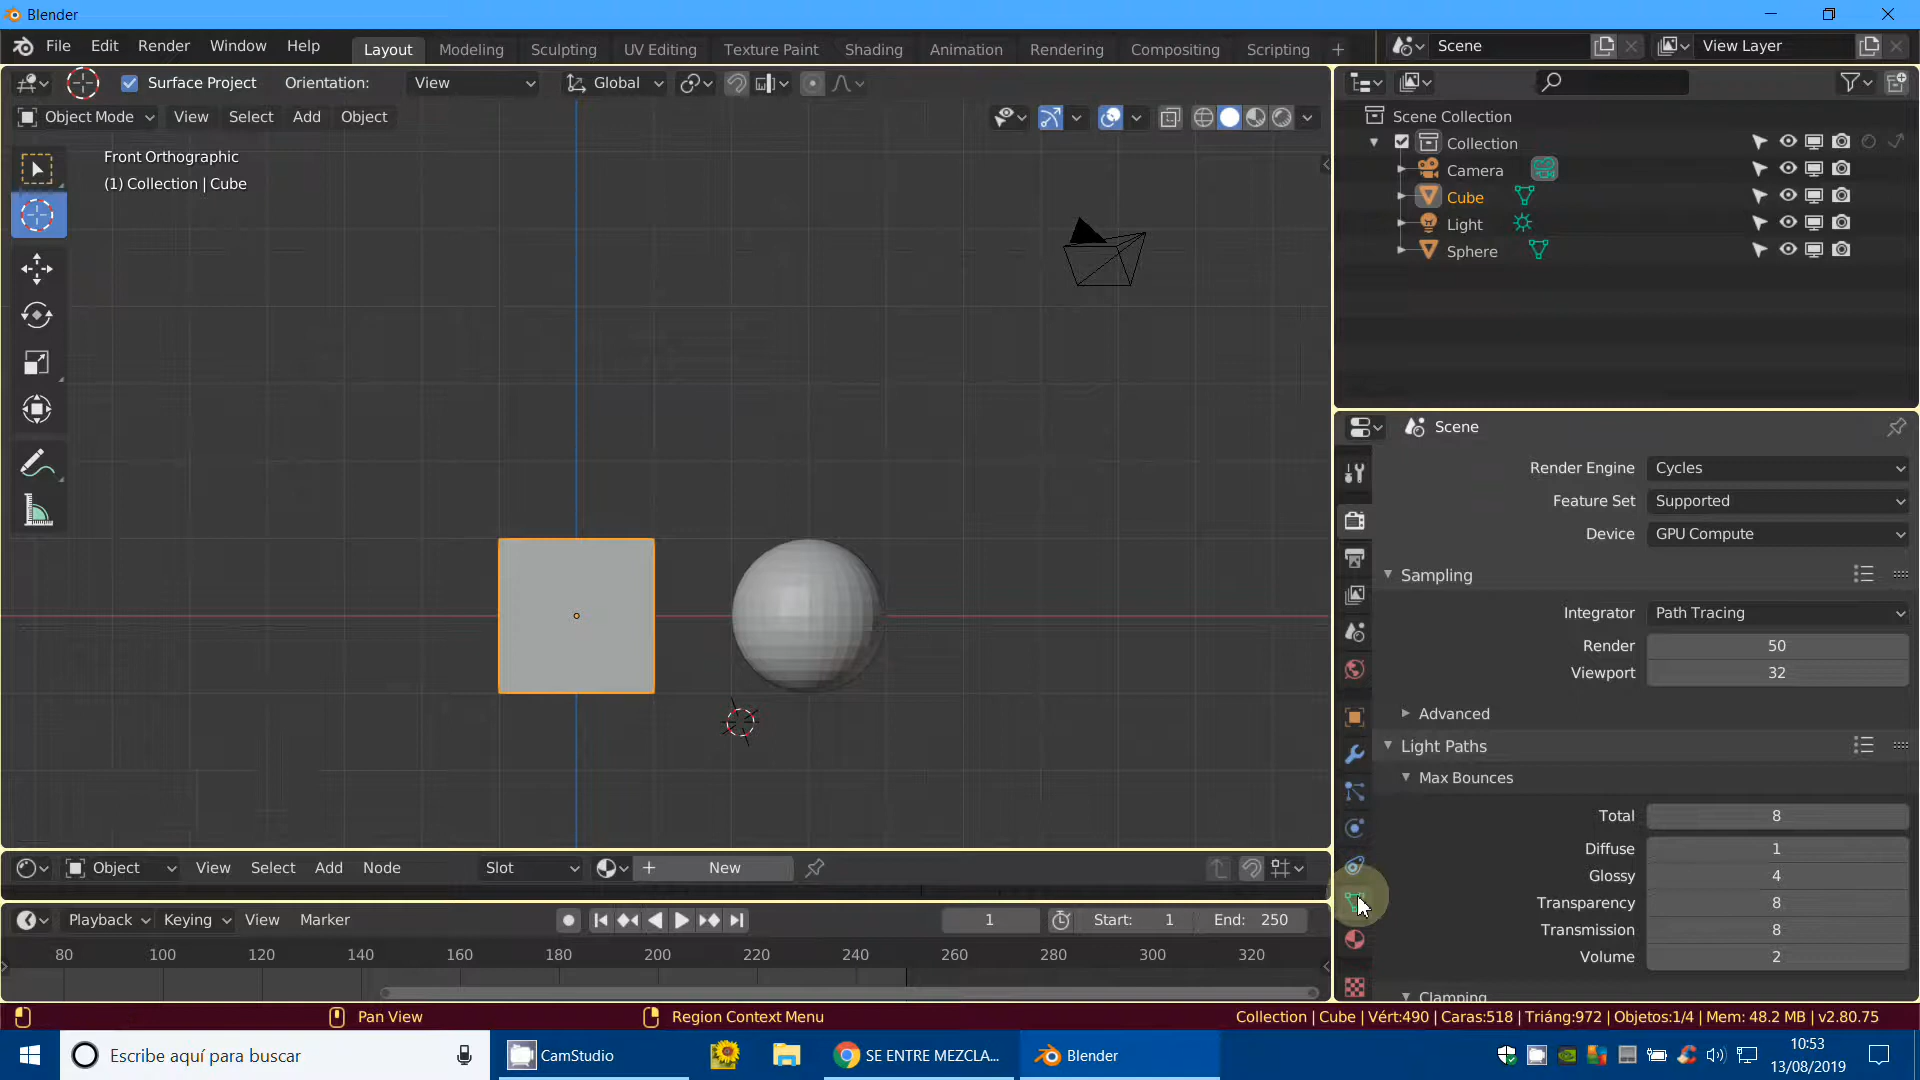 Blender
File Edit Render Window Help Layout Modeling Sculpting UV Editing Texture Paint Shading Animation Rendering Compositing Scripting + Scene View Layer
Surface Project Orientation: View Global
Object Mode View Select Add Object
Front Orthographic
(1) Collection | Cube
Scene Collection
Collection
Camera
Cube
Light
Sphere
Scene
Render Engine Cycles
Feature Set Supported
Device GPU Compute
Sampling
Integrator Path Tracing
Render 50
Viewport 32
Advanced
Light Paths
Max Bounces
Total 8
Diffuse 1
Glossy 4
Transparency 8
Transmission 8
Volume 2
Clamping
Object View Select Add Node Slot + New
Playback Keying View Marker 1 Start: 1 End: 250
80 100 120 140 160 180 200 220 240 260 280 300 320
Pan View Region Context Menu Collection | Cube | Vért:490 | Caras:518 | Triáng:972 | Objetos:1/4 | Mem: 48.2 MB | v2.80.75
Escribe aquí para buscar CamStudio SE ENTRE MEZCLA... Blender 10:53
13/08/2019